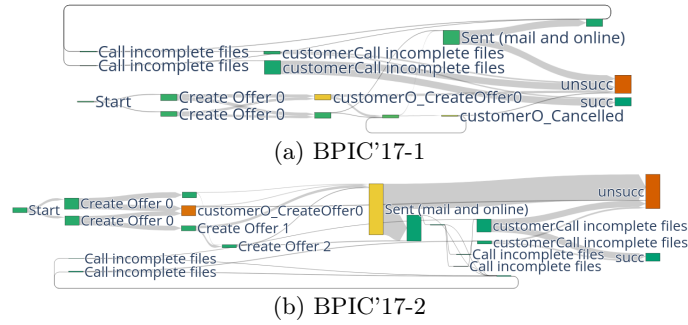 Sent (mail and online)
Call incomplete files
customerCall incomplete files
Call incomplete files
customerCall incomplete files
unsucc
Start
Create Offer 0
customerO_CreateOffer0
succ
Create Offer 0
customerO_Cancelled
(a) BPIC'17-1
unsucc
Start
Create Offer 0
customerO_CreateOffer0
Sent (mail and online)
Create Offer 0
Create Offer 1
customerCall incomplete files
Create Offer 2
customerCall incomplete files
Call incomplete files
Call incomplete files
succ
Call incomplete files
Call incomplete files
(b) BPIC'17-2